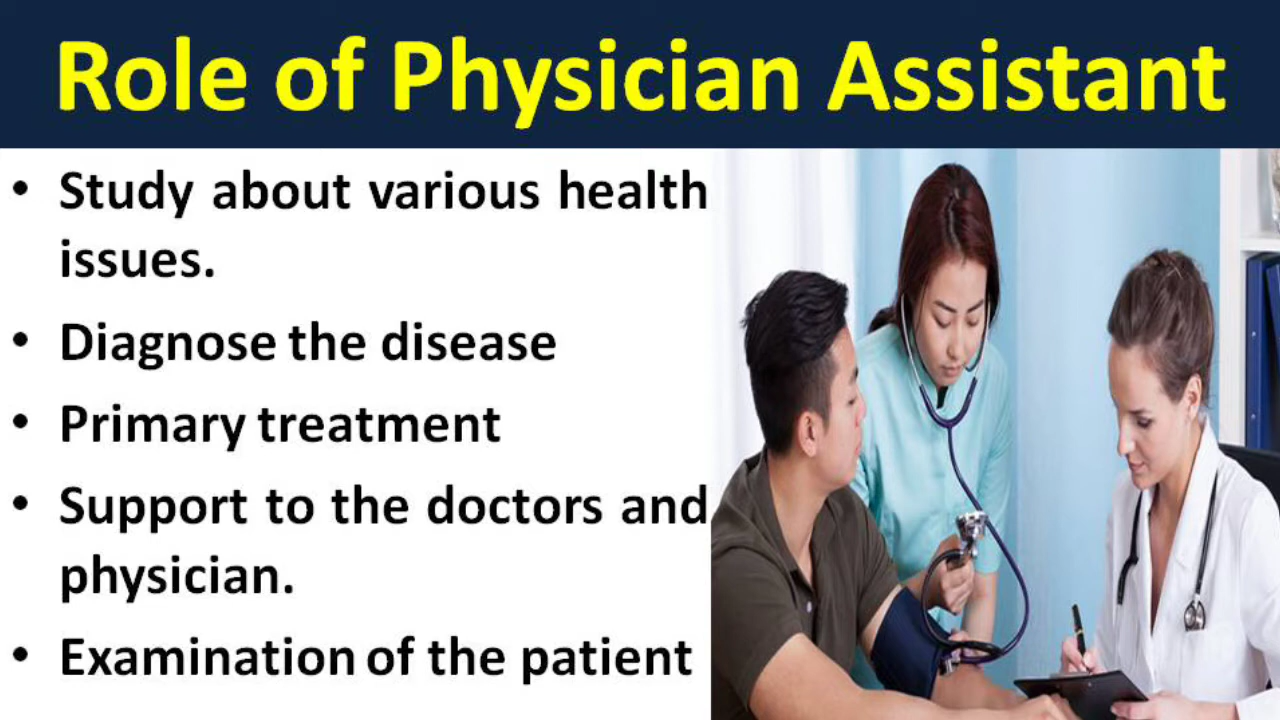 Role of Physician Assistant
• Study about various health
issues.
• Diagnose the disease
• Primary treatment
• Support to the doctors and
physician.
• Examination of the patient